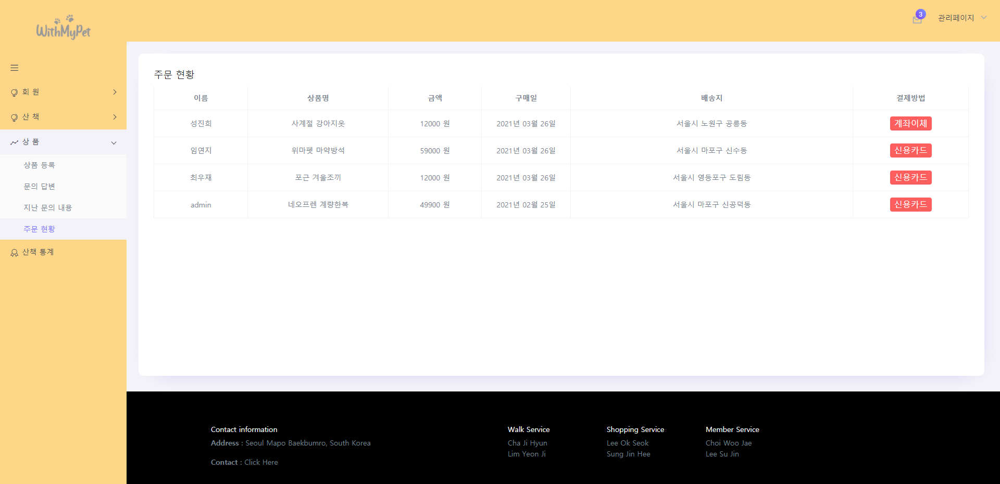 WithMyPet
3
관리페이지
회 원
산 책
상 품
상품 등록
문의 답변
지난 문의 내용
주문 현황
산책 통계
주문 현황
이름 상품명 금액 구매일 배송지 결제방법
성진희 사계절 강아지옷 12000 원 2021년 03월 26일 서울시 노원구 공릉동 계좌이체
임연지 위마펫 마약방석 59000 원 2021년 03월 26일 서울시 마포구 신수동 신용카드
최우재 포근 겨울조끼 12000 원 2021년 03월 26일 서울시 영등포구 도림동 신용카드
admin 네오프렌 계량한복 49900 원 2021년 02월 25일 서울시 마포구 신공덕동 신용카드
Contact information
Address : Seoul Mapo Baekbumro, South Korea
Contact : Click Here
Walk Service
Cha Ji Hyun
Lim Yeon Ji
Shopping Service
Lee Ok Seok
Sung Jin Hee
Member Service
Choi Woo Jae
Lee Su Jin